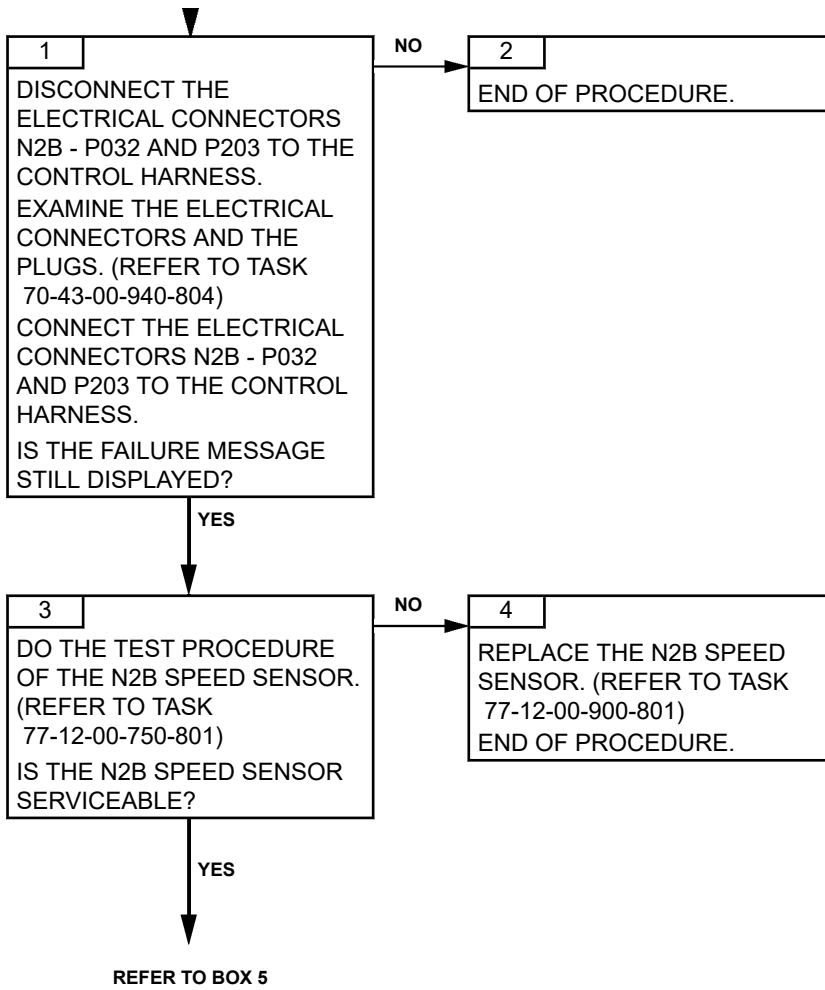 1
DISCONNECT THE
ELECTRICAL CONNECTORS
N2B - P032 AND P203 TO THE
CONTROL HARNESS.
EXAMINE THE ELECTRICAL
CONNECTORS AND THE
PLUGS. (REFER TO TASK
70-43-00-940-804)
CONNECT THE ELECTRICAL
CONNECTORS N2B - P032
AND P203 TO THE CONTROL
HARNESS.
IS THE FAILURE MESSAGE
STILL DISPLAYED?
NO
2
END OF PROCEDURE.
YES
3
DO THE TEST PROCEDURE
OF THE N2B SPEED SENSOR.
(REFER TO TASK
77-12-00-750-801)
IS THE N2B SPEED SENSOR
SERVICEABLE?
NO
4
REPLACE THE N2B SPEED
SENSOR. (REFER TO TASK
77-12-00-900-801)
END OF PROCEDURE.
YES
REFER TO BOX 5